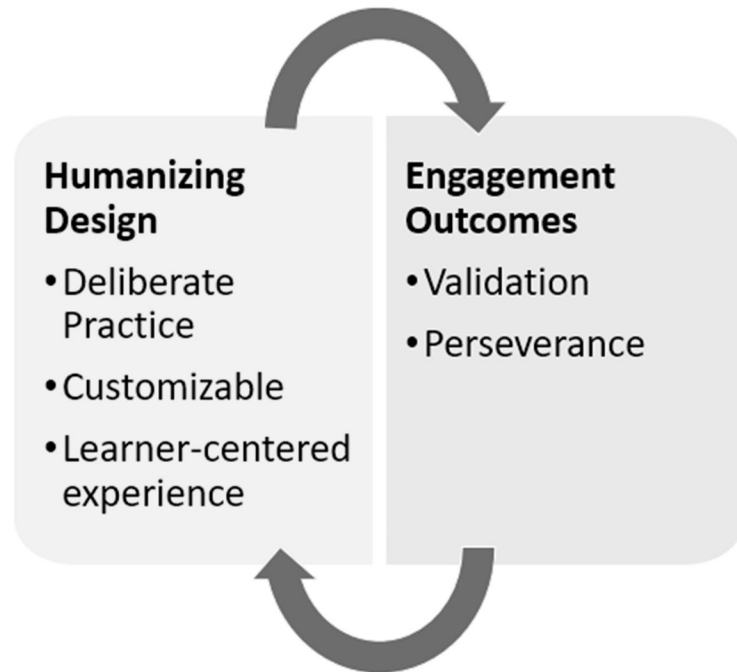 Humanizing
Design
• Deliberate
Practice
• Customizable
• Learner-centered
experience
Engagement
Outcomes
• Validation
• Perseverance